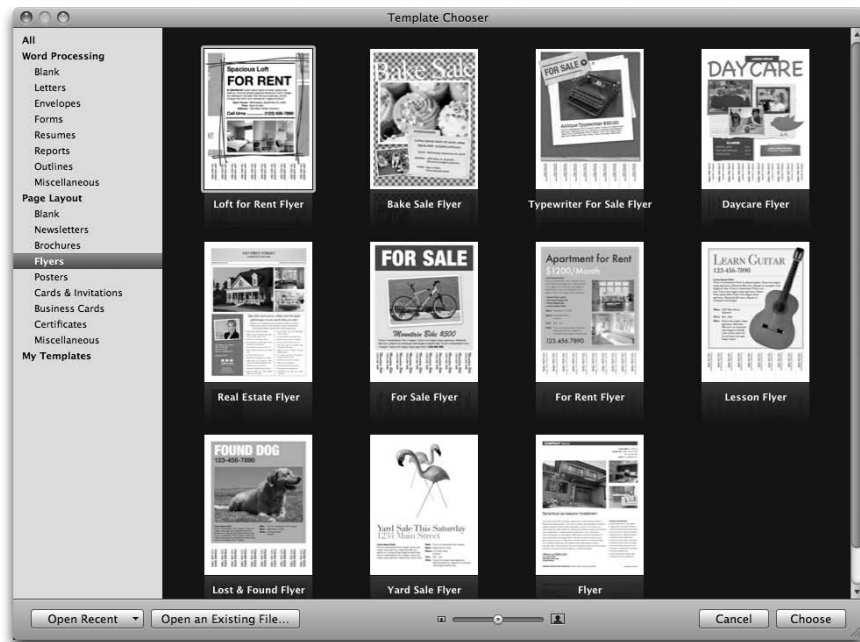 Template Chooser
All
Word Processing
Blank
Letters
Envelopes
Forms
Resumes
Reports
Outlines
Miscellaneous
Page Layout
Blank
Newsletters
Brochures
Flyers
Posters
Cards & Invitations
Business Cards
Certificates
Miscellaneous
My Templates
Spacious Loft
FOR RENT
Loft for Rent Flyer
Bake Sale
Bake Sale Flyer
FOR SALE
Antique Typewriter $50.00
Typewriter For Sale Flyer
DAYCARE
Daycare Flyer
Real Estate Flyer
FOR SALE
Mountain Bike $500
For Sale Flyer
Apartment for Rent
$1200/Month
123.456.7890
For Rent Flyer
LEARN GUITAR
123-456-7890
Lesson Flyer
FOUND DOG
123-456-7890
Lost & Found Flyer
Yard Sale This Saturday
1234 Main Street
Yard Sale Flyer
Flyer
Open Recent
Open an Existing File...
Cancel
Choose